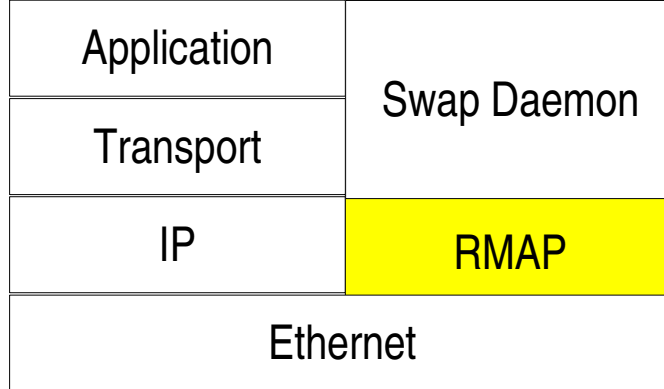 Application
Swap Daemon
Transport
IP
RMAP
Ethernet